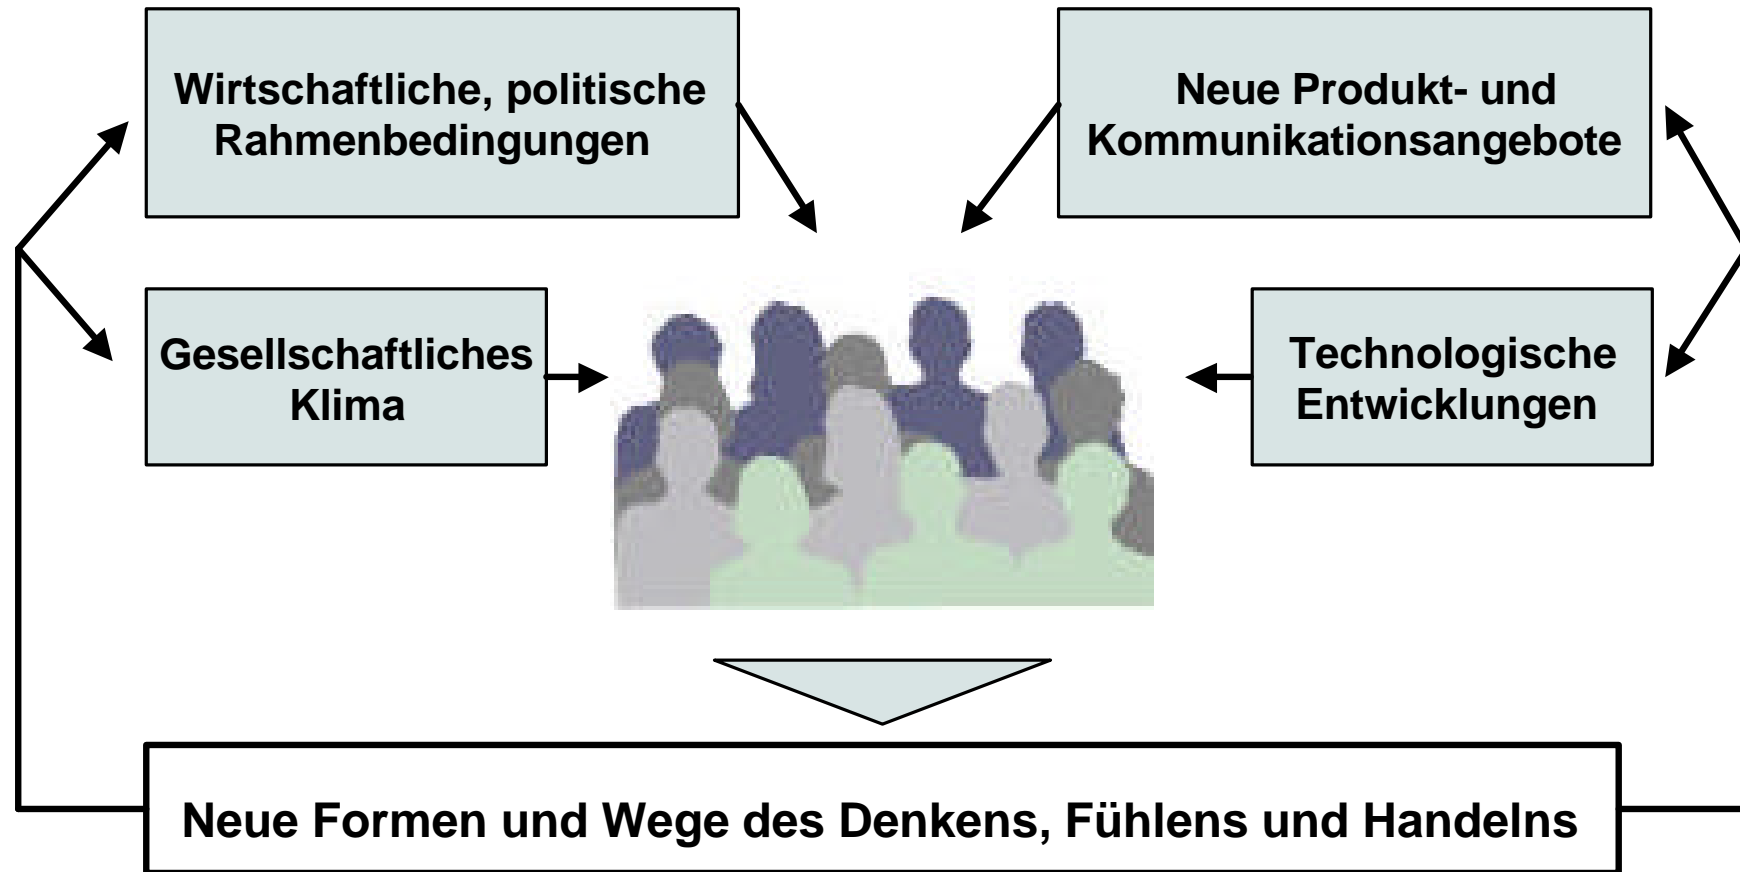 Wirtschaftliche, politische
Rahmenbedingungen
Neue Produkt- und
Kommunikationsangebote
Gesellschaftliches
Klima
Technologische
Entwicklungen
Neue Formen und Wege des Denkens, Fühlens und Handelns